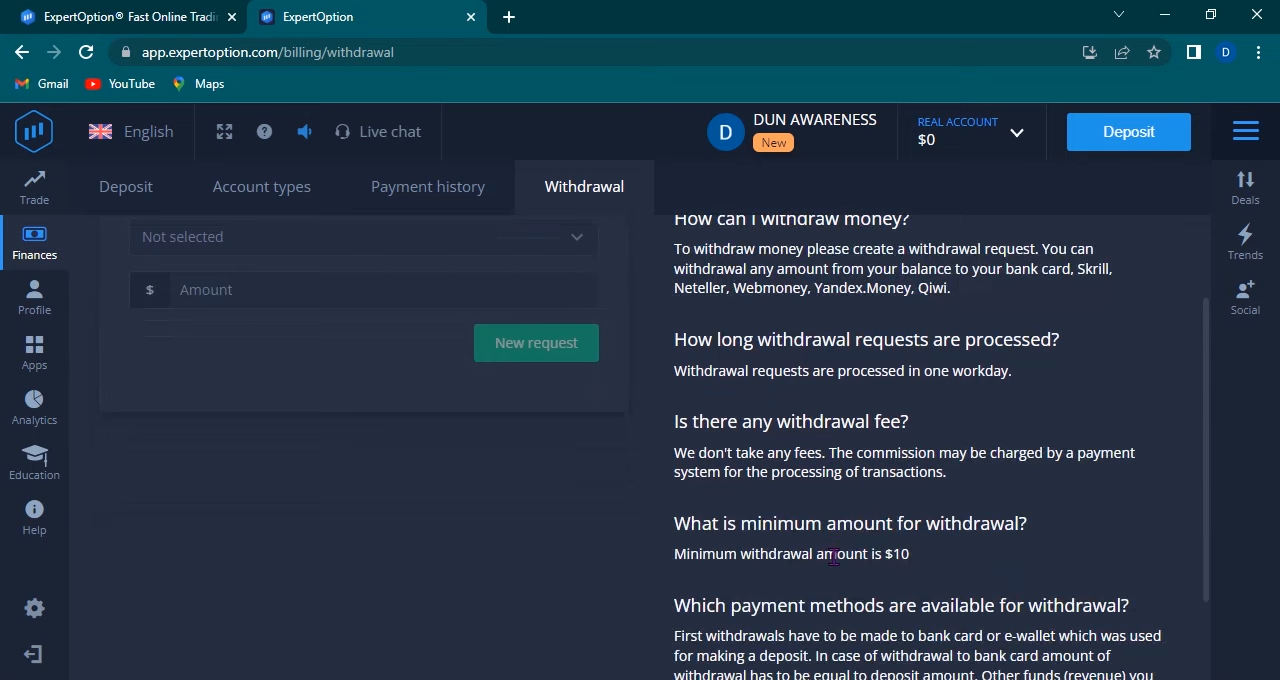 ExpertOption® Fast Online Tradi
ExpertOption
app.expertoption.com/billing/withdrawal
D
Gmail
YouTube
Maps
English
Live chat
D
DUN AWARENESS
New
REAL ACCOUNT
$0
Deposit
Trade
Finances
Profile
Apps
Analytics
Education
Help
Deposit
Account types
Payment history
Withdrawal
Not selected
$
Amount
New request
How can I withdraw money?
To withdraw money please create a withdrawal request. You can
withdrawal any amount from your balance to your bank card, Skrill,
Neteller, Webmoney, Yandex.Money, Qiwi.
How long withdrawal requests are processed?
Withdrawal requests are processed in one workday.
Is there any withdrawal fee?
We don't take any fees. The commission may be charged by a payment
system for the processing of transactions.
What is minimum amount for withdrawal?
Minimum withdrawal amount is $10
Which payment methods are available for withdrawal?
First withdrawals have to be made to bank card or e-wallet which was used
for making a deposit. In case of withdrawal to bank card amount of
withdrawal has to be equal to deposit amount. Other funds (revenue) you
Deals
Trends
Social